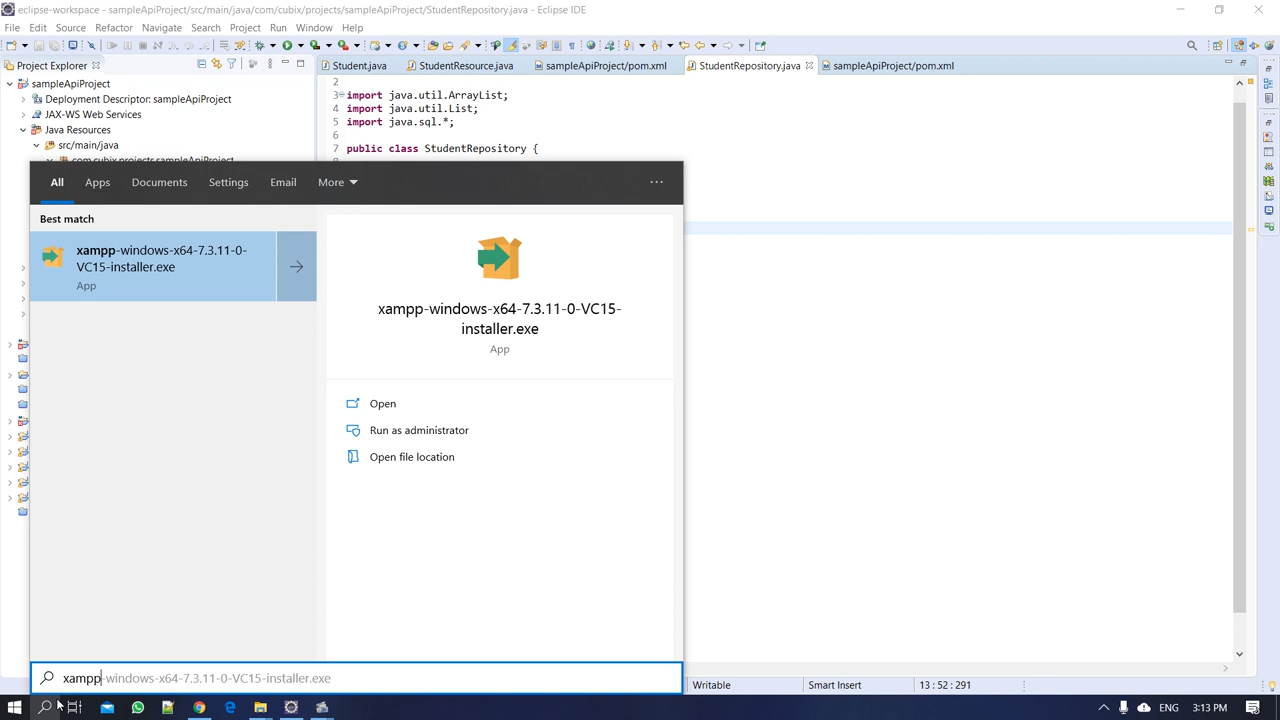 eclipse-workspace - sampleApiProject/src/main/java/com/cubix/projects/sampleApiProject/StudentRepository.java - Eclipse IDE
File Edit Source Refactor Navigate Search Project Run Window Help
Project Explorer
Student.java
StudentResource.java
sampleApiProject/pom.xml
StudentRepository.java
sampleApiProject/pom.xml
sampleApiProject
Deployment Descriptor: sampleApiProject
JAX-WS Web Services
Java Resources
src/main/java
com.cubix.projects.sampleApiProject
2
3 import java.util.ArrayList;
4 import java.util.List;
5 import java.sql.*;
6
7 public class StudentRepository {
All Apps Documents Settings Email More
Best match
xampp-windows-x64-7.3.11-0-
VC15-installer.exe
App
xampp-windows-x64-7.3.11-0-VC15-
installer.exe
App
Open
Run as administrator
Open file location
xampp-windows-x64-7.3.11-0-VC15-installer.exe
Writable
Smart Insert
13 : 52 : 291
ENG
3:13 PM